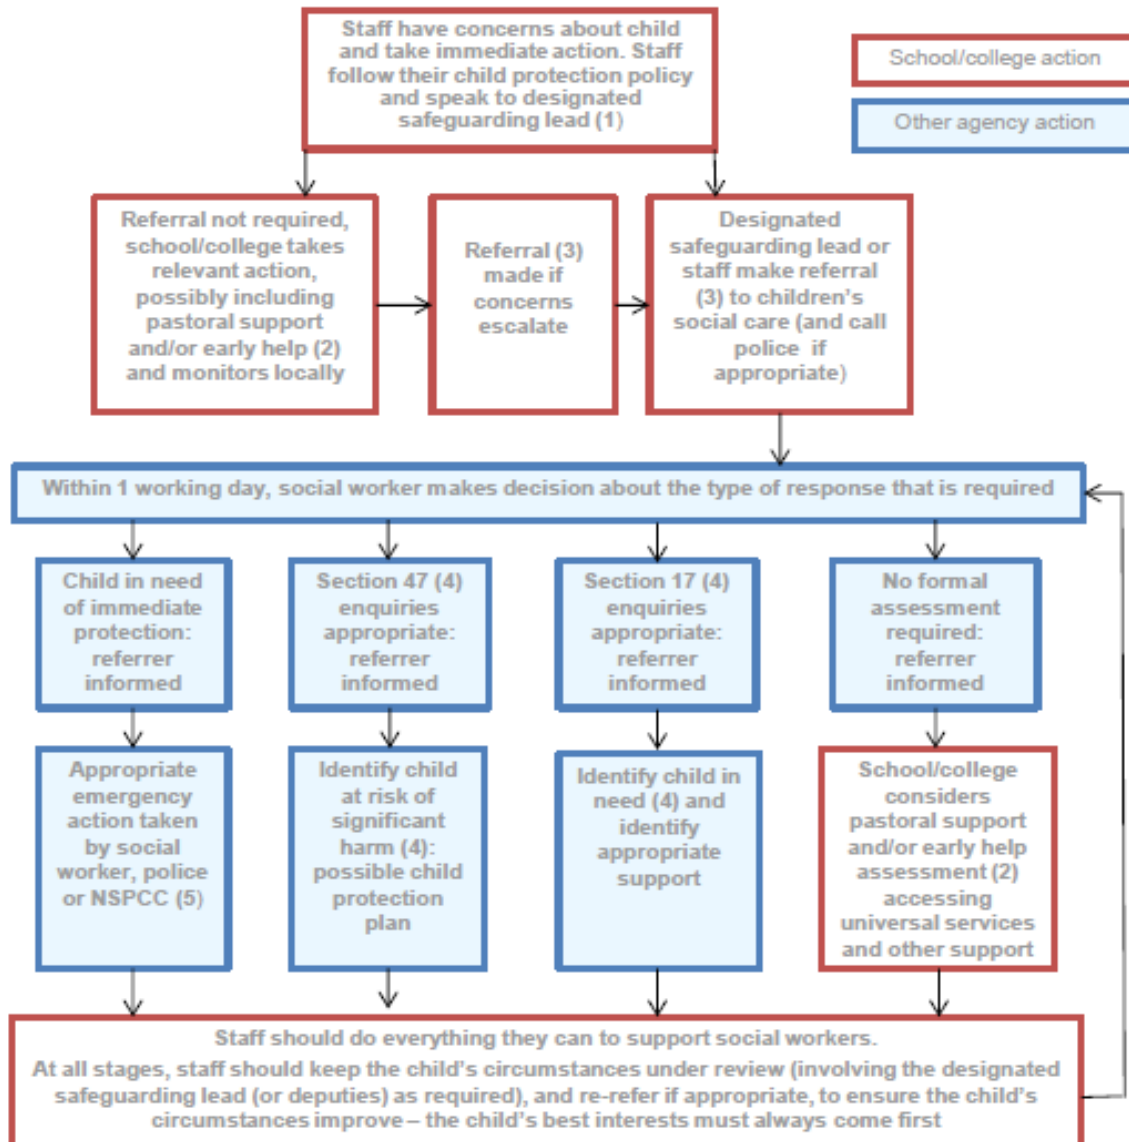 Staff have concerns about child
and take immediate action. Staff
follow their child protection policy
and speak to designated
safeguarding lead (1)
School/college action
Other agency action
Referral not required,
school/college takes
relevant action,
possibly including
pastoral support
and/or early help (2)
and monitors locally
Referral (3)
made if
concerns
escalate
Designated
safeguarding lead or
staff make referral
(3) to children's
social care (and call
police if
appropriate)
Within 1 working day, social worker makes decision about the type of response that is required
Child in need
of immediate
protection:
referrer
informed
Section 47 (4)
enquiries
appropriate:
referrer
informed
Section 17 (4)
enquiries
appropriate:
referrer
informed
No formal
assessment
required:
referrer
informed
Appropriate
emergency
action taken
by social
worker, police
or NSPCC (5)
Identify child
at risk of
significant
harm (4):
possible child
protection
plan
Identify child in
need (4) and
identify
appropriate
support
School/college
considers
pastoral support
and/or early help
assessment (2)
accessing
universal services
and other support
Staff should do everything they can to support social workers.
At all stages, staff should keep the child's circumstances under review (involving the designated
safeguarding lead (or deputies) as required), and re-refer if appropriate, to ensure the child's
circumstances improve – the child's best interests must always come first